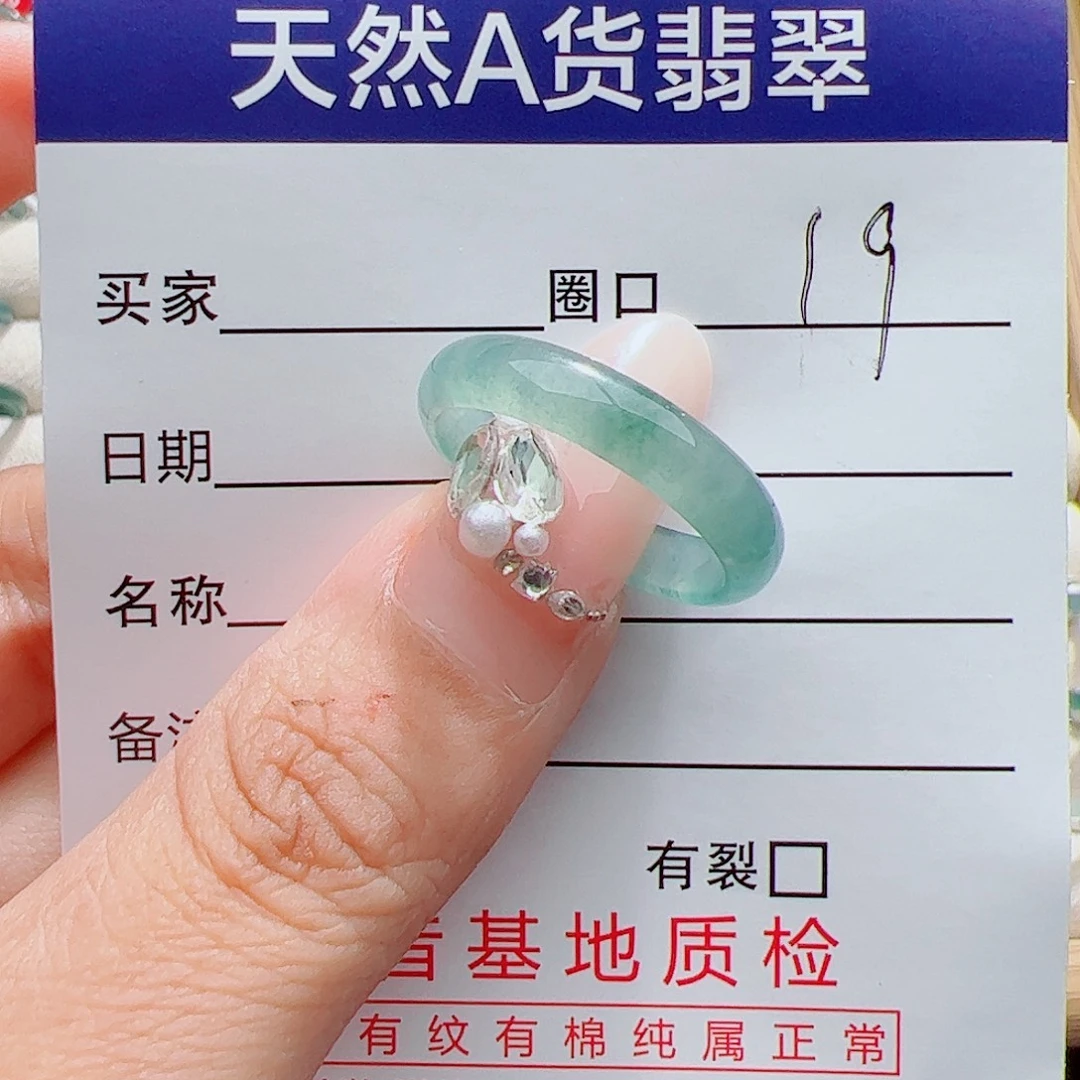 天然A货翡翠
买家 圈口 19
日期
名称
备
有裂□
基地质检
有纹有棉纯属正常